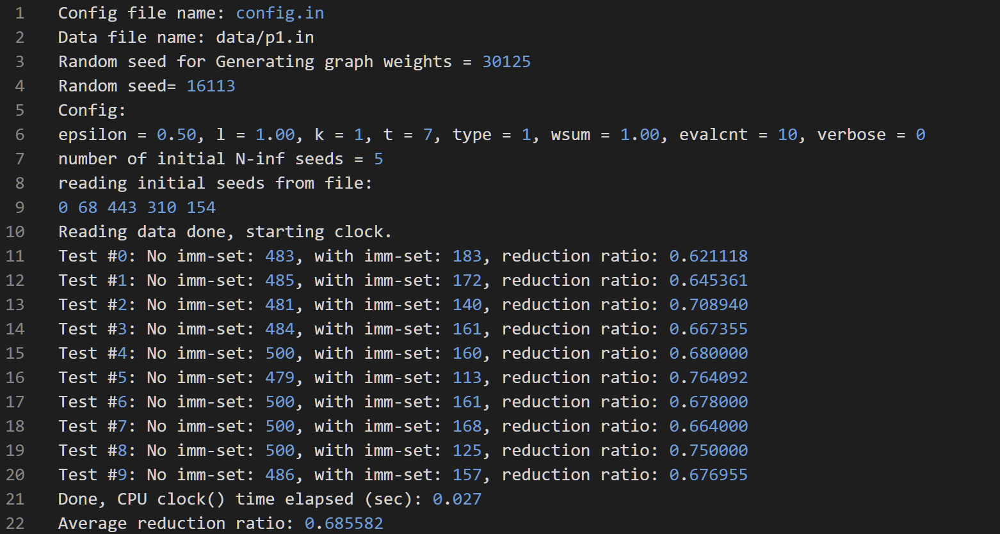 1 Config file name: config.in
2 Data file name: data/p1.in
3 Random seed for Generating graph weights = 30125
4 Random seed= 16113
5 Config:
6 epsilon = 0.50, l = 1.00, k = 1, t = 7, type = 1, wsum = 1.00, evalcnt = 10, verbose = 0
7 number of initial N-inf seeds = 5
8 reading initial seeds from file:
9 0 68 443 310 154
10 Reading data done, starting clock.
11 Test #0: No imm-set: 483, with imm-set: 183, reduction ratio: 0.621118
12 Test #1: No imm-set: 485, with imm-set: 172, reduction ratio: 0.645361
13 Test #2: No imm-set: 481, with imm-set: 140, reduction ratio: 0.708940
14 Test #3: No imm-set: 484, with imm-set: 161, reduction ratio: 0.667355
15 Test #4: No imm-set: 500, with imm-set: 160, reduction ratio: 0.680000
16 Test #5: No imm-set: 479, with imm-set: 113, reduction ratio: 0.764092
17 Test #6: No imm-set: 500, with imm-set: 161, reduction ratio: 0.678000
18 Test #7: No imm-set: 500, with imm-set: 168, reduction ratio: 0.664000
19 Test #8: No imm-set: 500, with imm-set: 125, reduction ratio: 0.750000
20 Test #9: No imm-set: 486, with imm-set: 157, reduction ratio: 0.676955
21 Done, CPU clock() time elapsed (sec): 0.027
22 Average reduction ratio: 0.685582